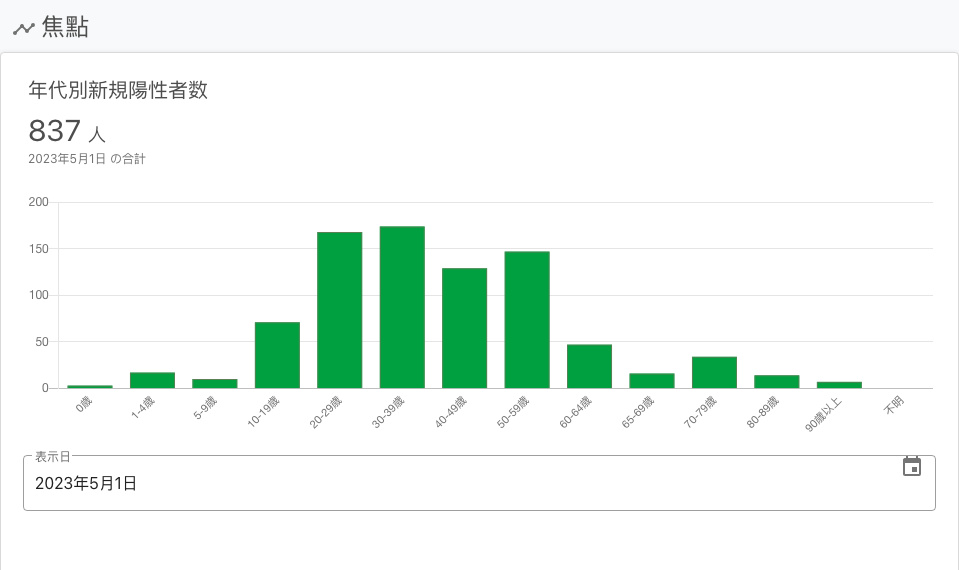 焦點
年代別新規陽性者数
837 人
2023年5月1日 の合計
200
150
100
50
0
0歳
1-4歳
5-9歳
10-19歳
20-29歳
30-39歳
40-49歳
50-59歳
60-64歳
65-69歳
70-79歳
80-89歳
90歳以上
不明
表示日
2023年5月1日